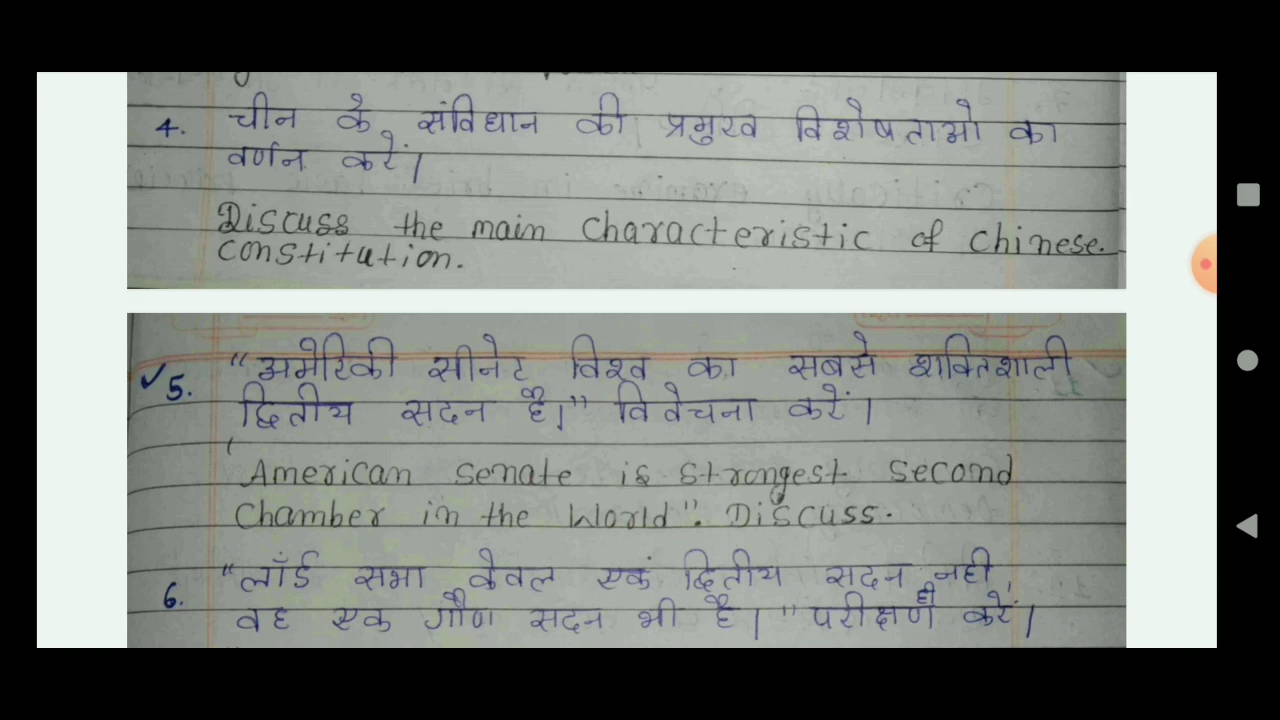 4. चीन के संविधान की प्रमुख विशेषताओ का
वर्णन करें।
Discuss the main characteristic of chinese.
constitution.
5. “अमेरिकी सीनेट विश्व का सबसे शक्तिशाली
द्वितीय सदन है।” विवेचना करें।
"American Senate is Strongest Second
Chamber in the World". Discuss.
6. “लॉर्ड सभा केवल एक द्वितीय सदन नही,
वह एक गौण सदन भी है।” परीक्षण करें।